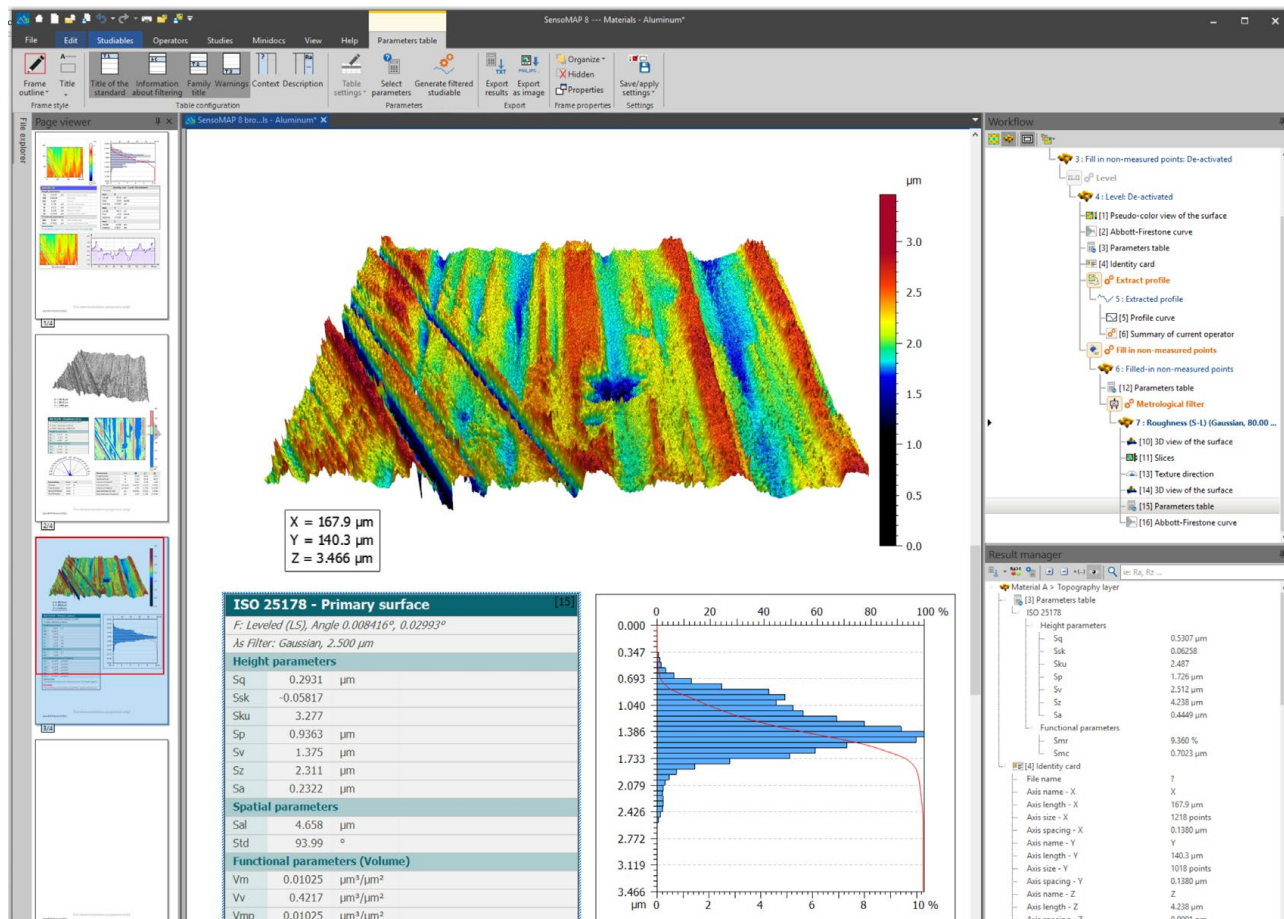 SensoMAP 8 --- Materials - Aluminum*
File Edit Studiables Operators Studies Minidocs View Help Parameters table
Frame outline
Title
Title of the standard
Information about filtering
Family title
Warnings
Context
Description
Table settings
Select parameters
Generate filtered studiable
Export results
Export as image
Organize
Hidden
Properties
Save/apply settings
Frame style
Table configuration
Parameters
Export
Frame properties
Settings
File explorer
Page viewer
1/4
2/4
3/4
SensoMAP 8 bro...ls - Aluminum*
µm
3.0
2.5
2.0
1.5
1.0
0.5
0.0
X = 167.9 µm
Y = 140.3 µm
Z = 3.466 µm
ISO 25178 - Primary surface [15]
F: Leveled (LS), Angle 0.008416°, 0.02993°
λs Filter: Gaussian, 2.500 µm
Height parameters
Sq 0.2931 µm
Ssk -0.05817
Sku 3.277
Sp 0.9363 µm
Sv 1.375 µm
Sz 2.311 µm
Sa 0.2322 µm
Spatial parameters
Sal 4.658 µm
Std 93.99 °
Functional parameters (Volume)
Vm 0.01025 µm³/µm²
Vv 0.4217 µm³/µm²
Vmp 0.01025 µm³/µm²
0 20 40 60 80 100 %
0.000
0.347
0.693
1.040
1.386
1.733
2.079
2.426
2.772
3.119
3.466
µm 0 2 4 6 8 10 %
Workflow
3 : Fill in non-measured points: De-activated
Level
4 : Level: De-activated
[1] Pseudo-color view of the surface
[2] Abbott-Firestone curve
[3] Parameters table
[4] Identity card
Extract profile
5 : Extracted profile
[5] Profile curve
[6] Summary of current operator
Fill in non-measured points
6 : Filled-in non-measured points
[12] Parameters table
Metrological filter
7 : Roughness (S-L) (Gaussian, 80.00 ...
[10] 3D view of the surface
[11] Slices
[13] Texture direction
[14] 3D view of the surface
[15] Parameters table
[16] Abbott-Firestone curve
Result manager
ie: Ra, Rz ...
Material A > Topography layer
[3] Parameters table
ISO 25178
Height parameters
Sq 0.5307 µm
Ssk 0.06258
Sku 2.487
Sp 1.726 µm
Sv 2.512 µm
Sz 4.238 µm
Sa 0.4449 µm
Functional parameters
Smr 9.360 %
Smc 0.7023 µm
[4] Identity card
File name ?
Axis name - X X
Axis length - X 167.9 µm
Axis size - X 1218 points
Axis spacing - X 0.1380 µm
Axis name - Y Y
Axis length - Y 140.3 µm
Axis size - Y 1018 points
Axis spacing - Y 0.1380 µm
Axis name - Z Z
Axis length - Z 4.238 µm